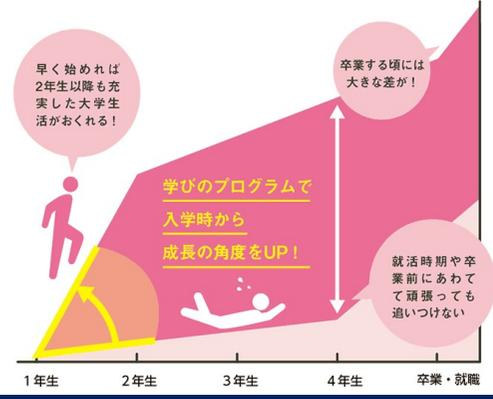 早く始めれば
2年生以降も充
実した大学生
活がおくれる！
卒業する頃には
大きな差が！
学びのプログラムで
入学時から
成長の角度をUP！
就活時期や卒
業前にあわて
て頑張っても
追いつけない
1年生
2年生
3年生
4年生
卒業・就職